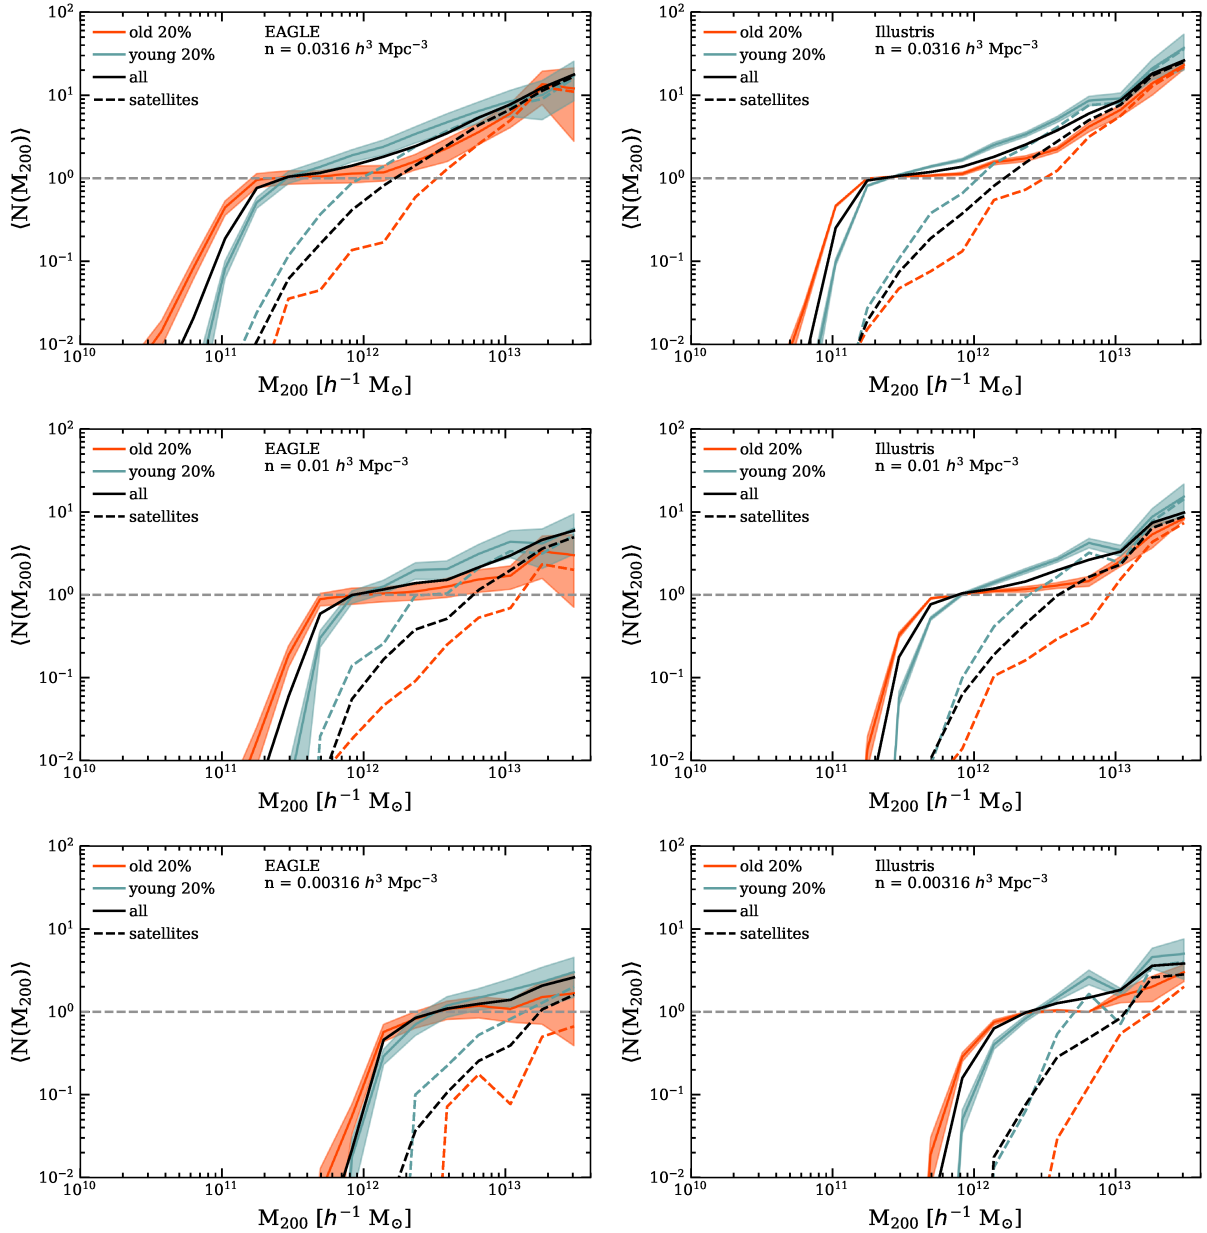 old 20%
young 20%
all
satellites
EAGLE
n = 0.0316 h³ Mpc⁻³
⟨N(M₂₀₀)⟩
10²
10¹
10⁰
10⁻¹
10⁻²
10¹⁰ 10¹¹ 10¹² 10¹³
M₂₀₀ [h⁻¹ M⊙]
old 20%
young 20%
all
satellites
Illustris
n = 0.0316 h³ Mpc⁻³
⟨N(M₂₀₀)⟩
10²
10¹
10⁰
10⁻¹
10⁻²
10¹⁰ 10¹¹ 10¹² 10¹³
M₂₀₀ [h⁻¹ M⊙]
old 20%
young 20%
all
satellites
EAGLE
n = 0.01 h³ Mpc⁻³
⟨N(M₂₀₀)⟩
10²
10¹
10⁰
10⁻¹
10⁻²
10¹⁰ 10¹¹ 10¹² 10¹³
M₂₀₀ [h⁻¹ M⊙]
old 20%
young 20%
all
satellites
Illustris
n = 0.01 h³ Mpc⁻³
⟨N(M₂₀₀)⟩
10²
10¹
10⁰
10⁻¹
10⁻²
10¹⁰ 10¹¹ 10¹² 10¹³
M₂₀₀ [h⁻¹ M⊙]
old 20%
young 20%
all
satellites
EAGLE
n = 0.00316 h³ Mpc⁻³
⟨N(M₂₀₀)⟩
10²
10¹
10⁰
10⁻¹
10⁻²
10¹⁰ 10¹¹ 10¹² 10¹³
M₂₀₀ [h⁻¹ M⊙]
old 20%
young 20%
all
satellites
Illustris
n = 0.00316 h³ Mpc⁻³
⟨N(M₂₀₀)⟩
10²
10¹
10⁰
10⁻¹
10⁻²
10¹⁰ 10¹¹ 10¹² 10¹³
M₂₀₀ [h⁻¹ M⊙]